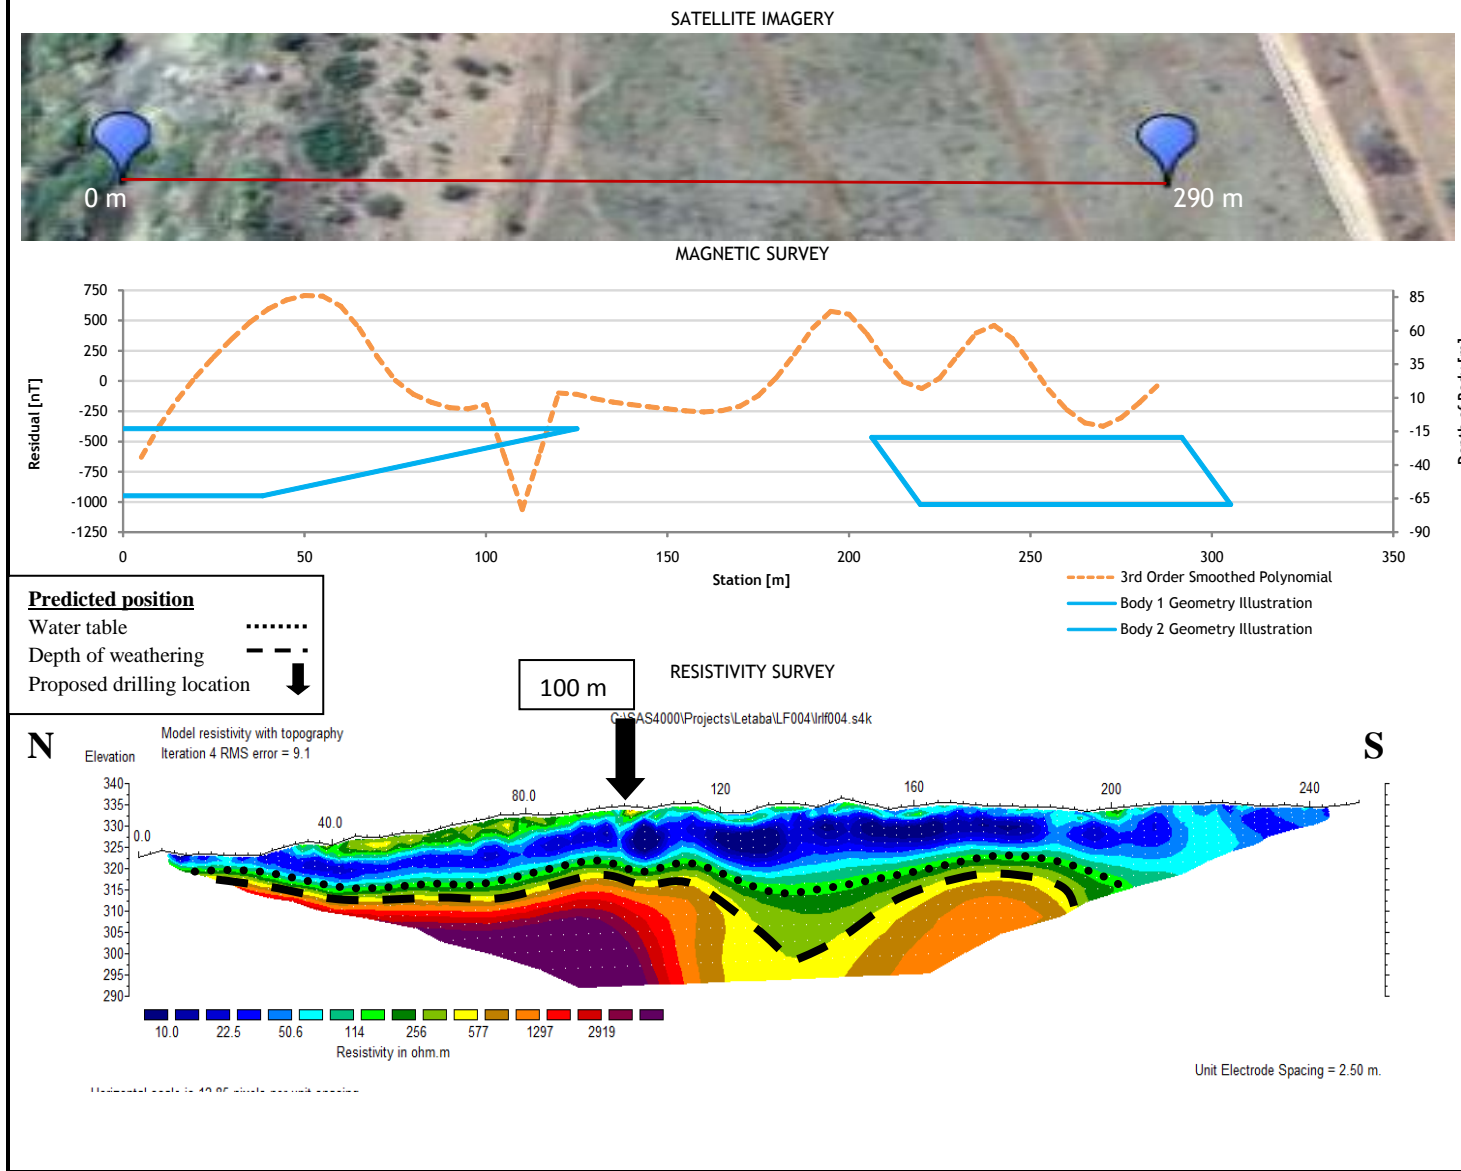 SATELLITE IMAGERY
0 m
290 m
MAGNETIC SURVEY
750
500
250
0
-250
-500
-750
-1000
-1250
Residual [nT]
85
60
35
10
-15
-40
-65
-90
0 50 100 150 200 250 300 350
Station [m]
3rd Order Smoothed Polynomial
Body 1 Geometry Illustration
Body 2 Geometry Illustration
Predicted position
Water table
Depth of weathering
Proposed drilling location
RESISTIVITY SURVEY
100 m
C:\SAS4000\Projects\Letaba\LF004\lrlf004.s4k
N
S
Model resistivity with topography
Elevation Iteration 4 RMS error = 9.1
340
335
330
325
320
315
310
305
300
295
290
0.0 40.0 80.0 120 160 200 240
10.0 22.5 50.6 114 256 577 1297 2919
Resistivity in ohm.m
Unit Electrode Spacing = 2.50 m.